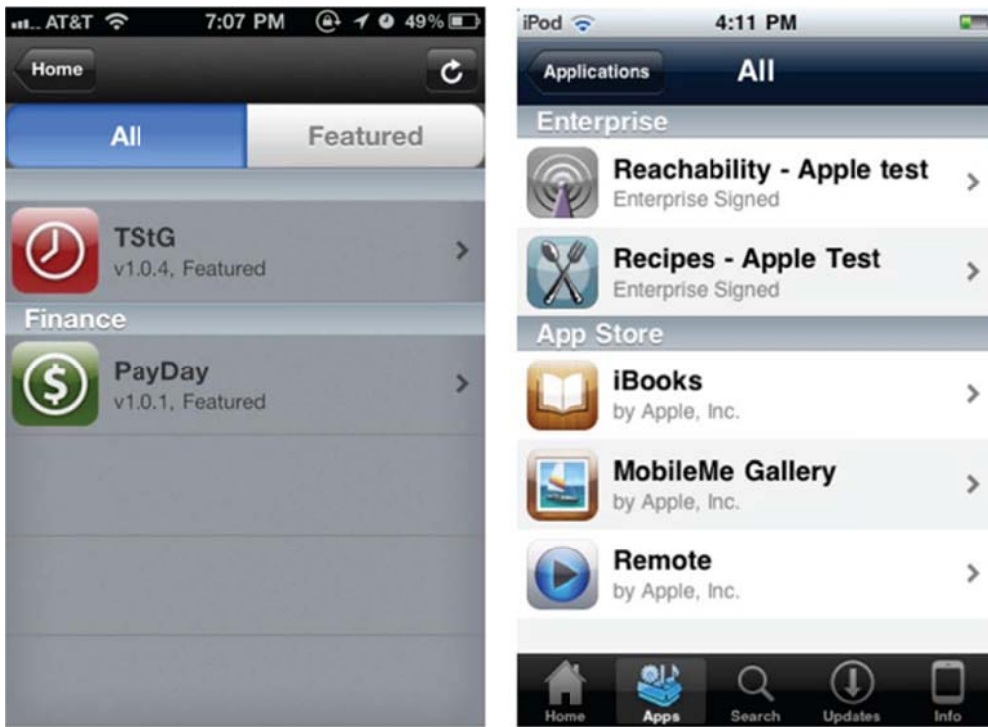 AT&T 7:07 PM 49%
Home
All Featured
TStG
v1.0.4, Featured
Finance
PayDay
v1.0.1, Featured
iPod 4:11 PM
Applications All
Enterprise
Reachability - Apple test
Enterprise Signed
Recipes - Apple Test
Enterprise Signed
App Store
iBooks
by Apple, Inc.
MobileMe Gallery
by Apple, Inc.
Remote
by Apple, Inc.
Home Apps Search Updates Info